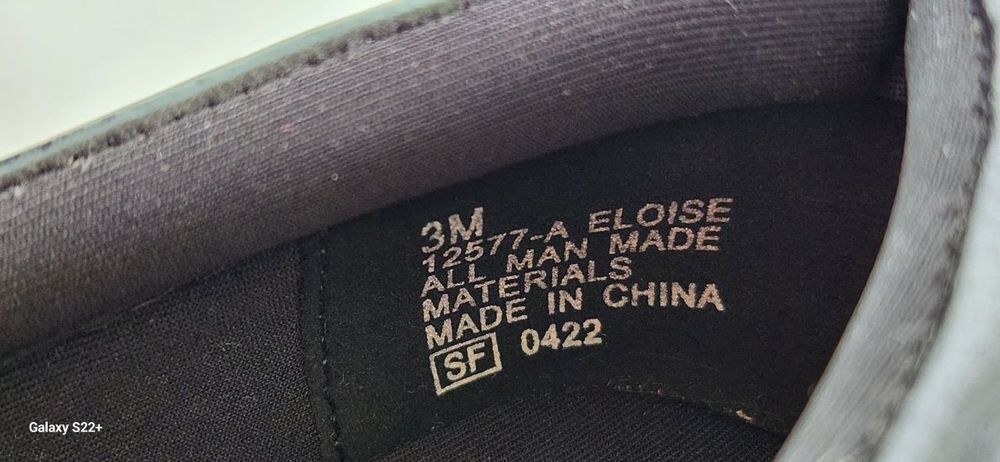 3M
12577-A ELOISE
ALL MAN MADE
MATERIALS
MADE IN CHINA
SF 0422
Galaxy S22+